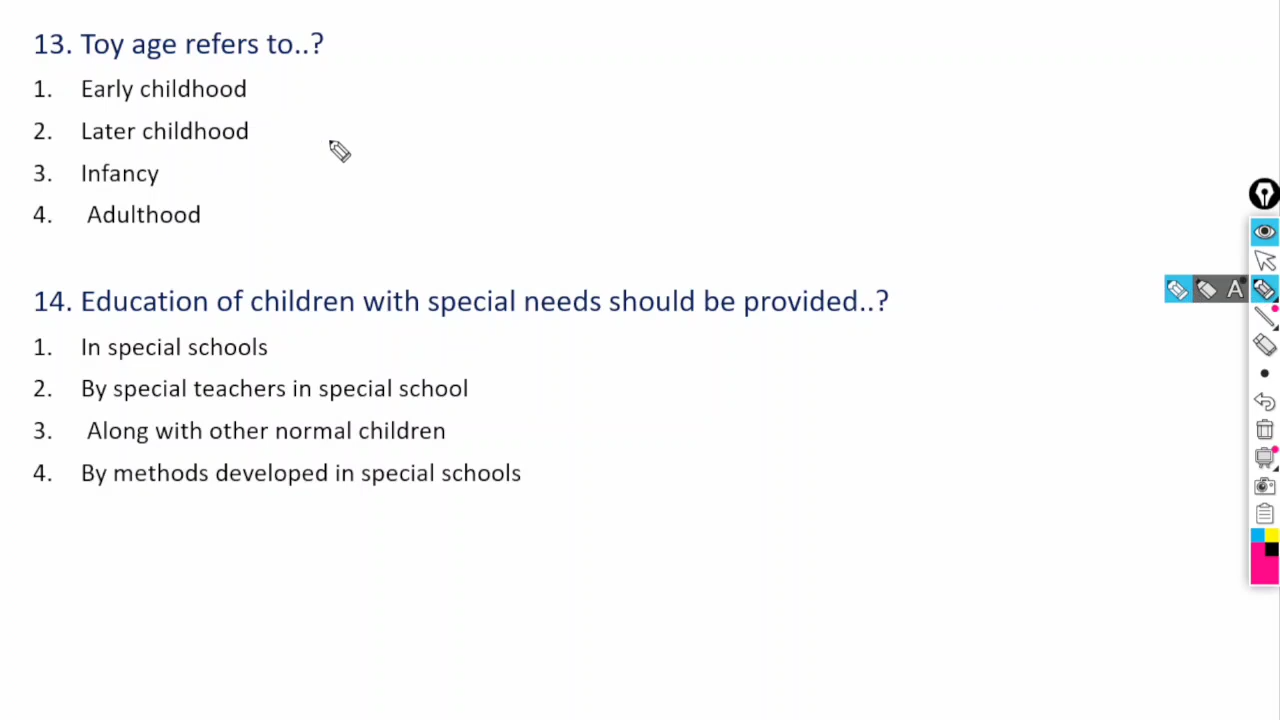 13. Toy age refers to..?
1. Early childhood
2. Later childhood
3. Infancy
4. Adulthood
14. Education of children with special needs should be provided..?
1. In special schools
2. By special teachers in special school
3. Along with other normal children
4. By methods developed in special schools
A